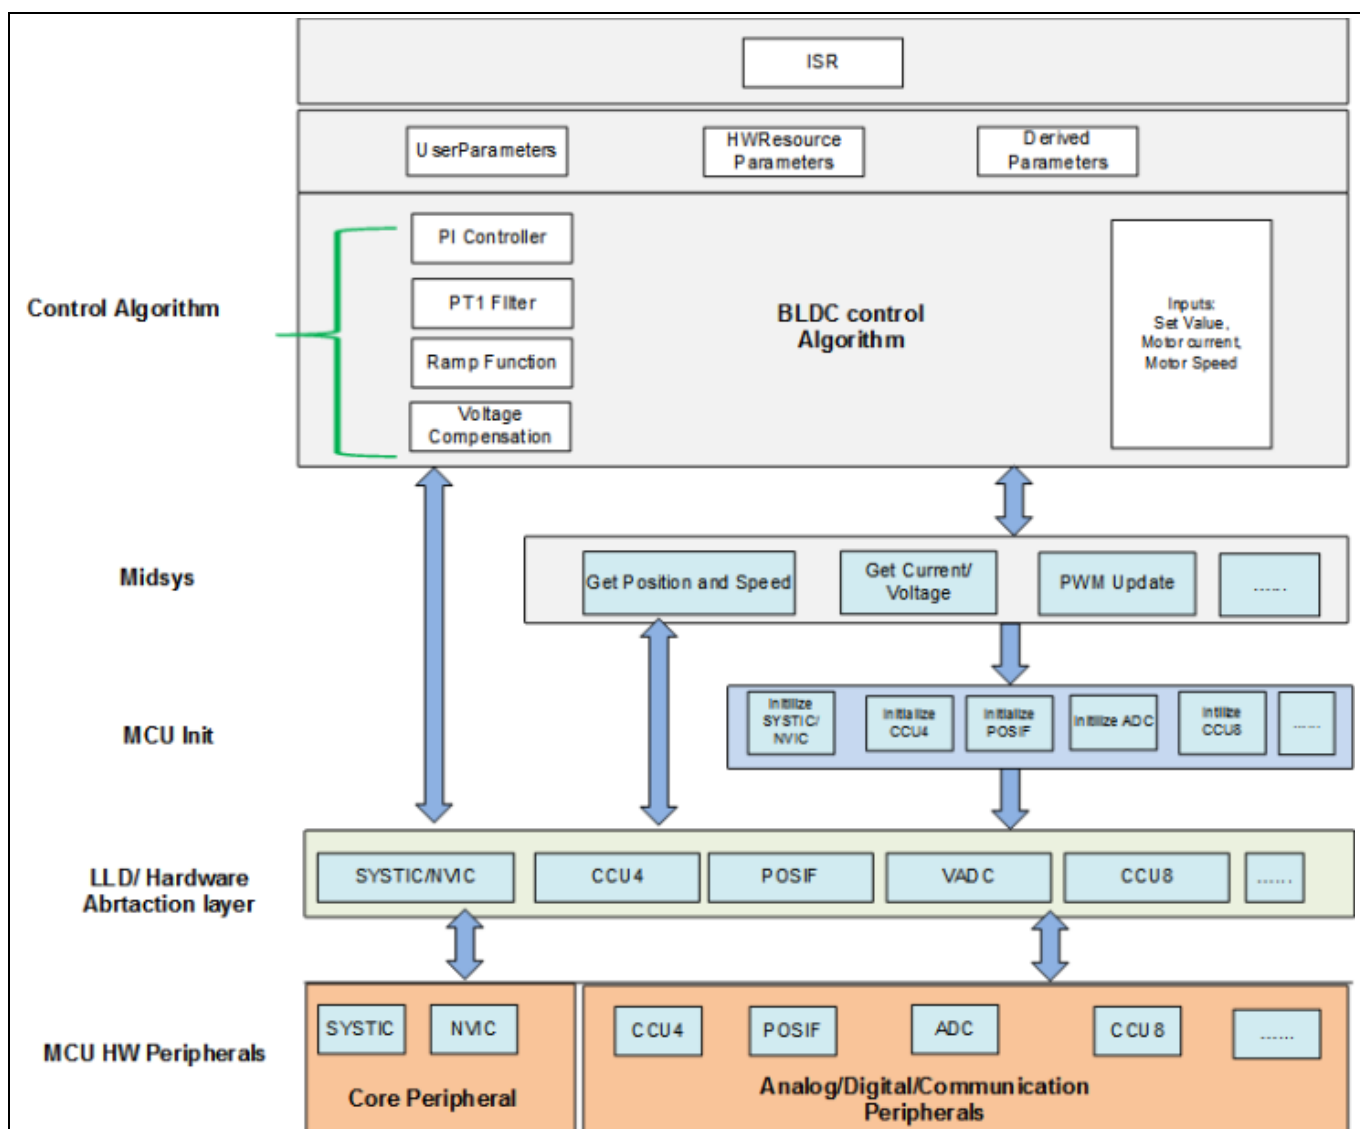 ISR
UserParameters
HWResource
Parameters
Derived
Parameters
Control Algorithm
PI Controller
PT1 Filter
Ramp Function
Voltage
Compensation
BLDC control
Algorithm
Inputs:
Set Value,
Motor current,
Motor Speed
Midsys
Get Position and Speed
Get Current/
Voltage
PWM Update
......
MCU Init
Initilize
SYSTIC/
NVIC
Initialize
CCU4
Initialize
POSIF
Initilize ADC
Intilize
CCU8
......
LLD/ Hardware
Abrtaction layer
SYSTIC/NVIC
CCU4
POSIF
VADC
CCU8
......
MCU HW Peripherals
SYSTIC
NVIC
Core Peripheral
CCU4
POSIF
ADC
CCU8
......
Analog/Digital/Communication
Peripherals